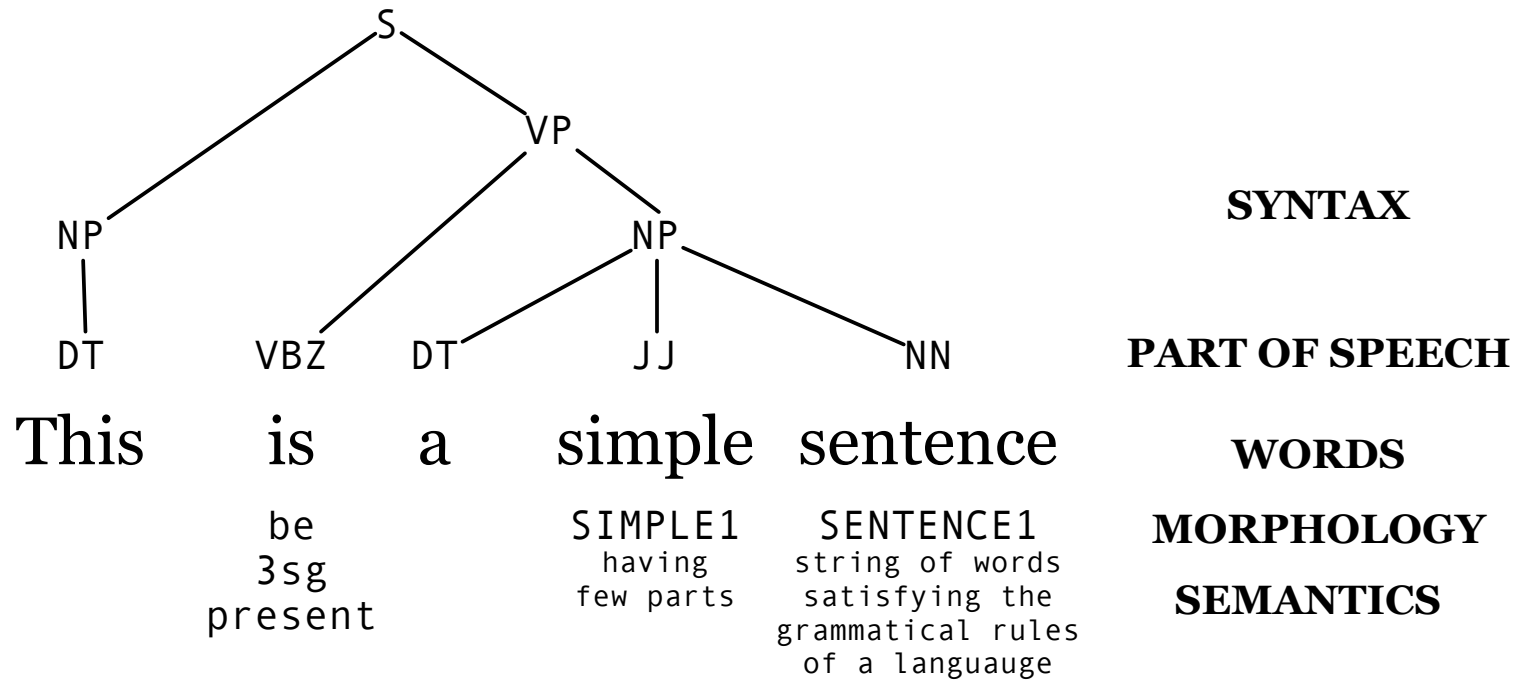 S
VP
SYNTAX
NP NP
DT VBZ DT JJ NN PART OF SPEECH
This is a simple sentence WORDS
be SIMPLE1 SENTENCE1 MORPHOLOGY
3sg having string of words
present few parts satisfying the SEMANTICS
grammatical rules
of a languauge